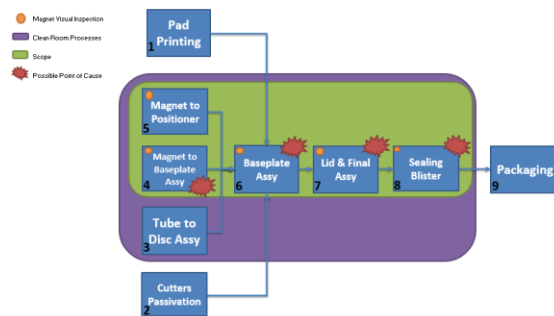 Magnet Visual Inspection
Clean Room Processes
Scope
Possible Point of Cause
Pad
Printing
1
Magnet to
Positioner
5
Magnet to
Baseplate
Assy
4
Tube to
Disc Assy
3
Cutters
Passivation
2
Baseplate
Assy
6
Lid & Final
Assy
7
Sealing
Blister
8
Packaging
9